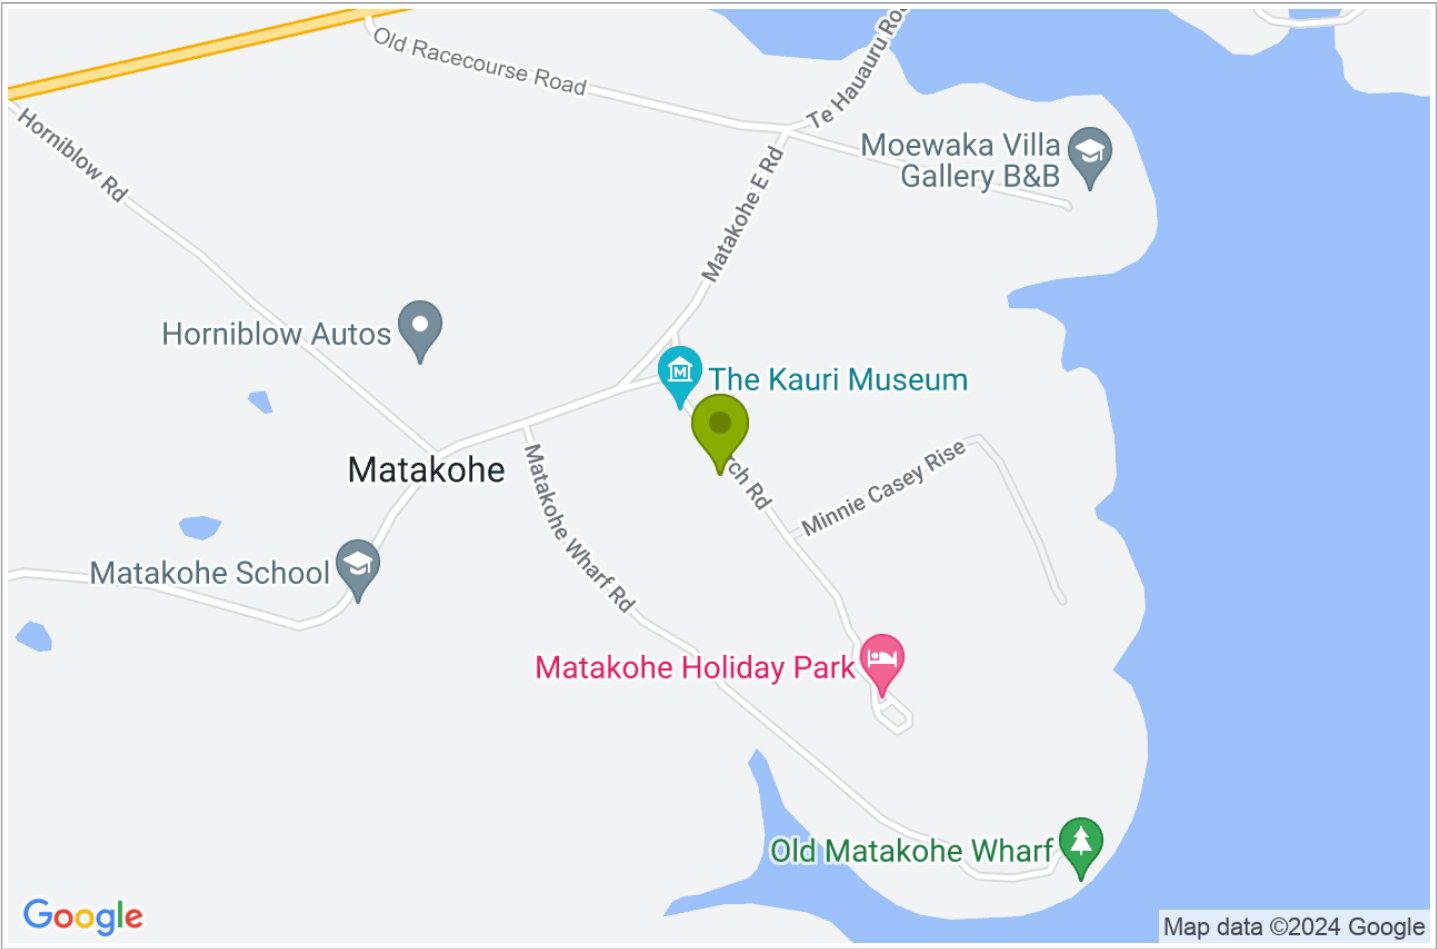 Old Racecourse Road
Te Hauauru Roa
Horniblow Rd
Moewaka Villa
Gallery B&B
Matakohe E Rd
Horniblow Autos
The Kauri Museum
Matakohe
rch Rd
Minnie Casey Rise
Matakohe Wharf Rd
Matakohe School
Matakohe Holiday Park
Old Matakohe Wharf
Google
Map data ©2024 Google